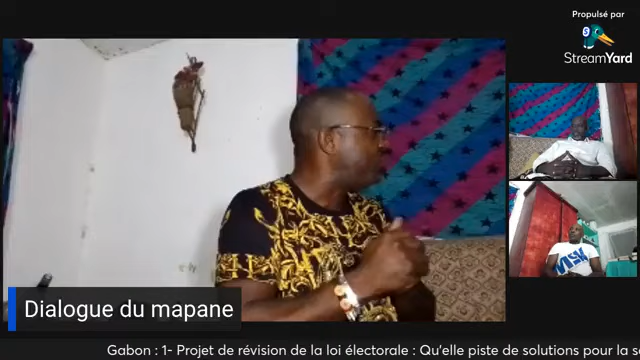 Propulsé par
StreamYard
MSK
Dialogue du mapane
Gabon : 1- Projet de révision de la loi électorale : Qu'elle piste de solutions pour la s